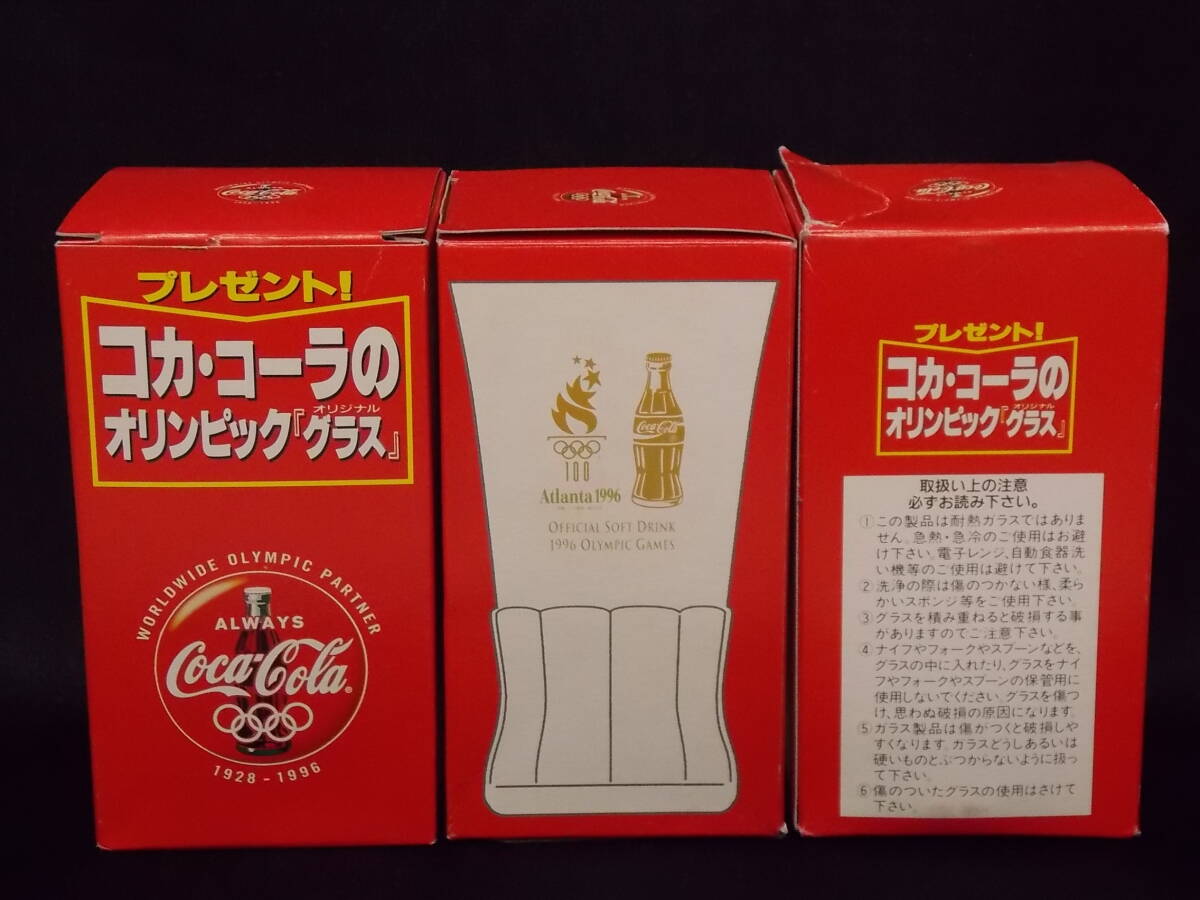 Coca-Cola
プレゼント!
コカ・コーラの
オリジナル
オリンピック『グラス』
WORLDWIDE OLYMPIC PARTNER
ALWAYS
Coca-Cola
1928 - 1996
Coca-Cola
100
Atlanta 1996
OFFICIAL SOFT DRINK
1996 OLYMPIC GAMES
プレゼント!
コカ・コーラの
オリジナル
オリンピック『グラス』
取扱い上の注意
必ずお読み下さい。
①この製品は耐熱ガラスではありま
せん。急熱・急冷のご使用はお避
け下さい。電子レンジ、自動食器洗
い機等のご使用は避けて下さい。
②洗浄の際は傷のつかない様、柔ら
かいスポンジ等をご使用下さい。
③グラスを積み重ねると破損する事
がありますのでご注意下さい。
④ナイフやフォークやスプーンなどを、
グラスの中に入れたり、グラスをナイ
フやフォークやスプーンの保管用に
使用しないでください。グラスを傷つ
け、思わぬ破損の原因になります。
⑤ガラス製品は傷がつくと破損しや
すくなります。ガラスどうしあるいは
硬いものとぶつからないように扱っ
て下さい。
⑥傷のついたグラスの使用はさけて
下さい。